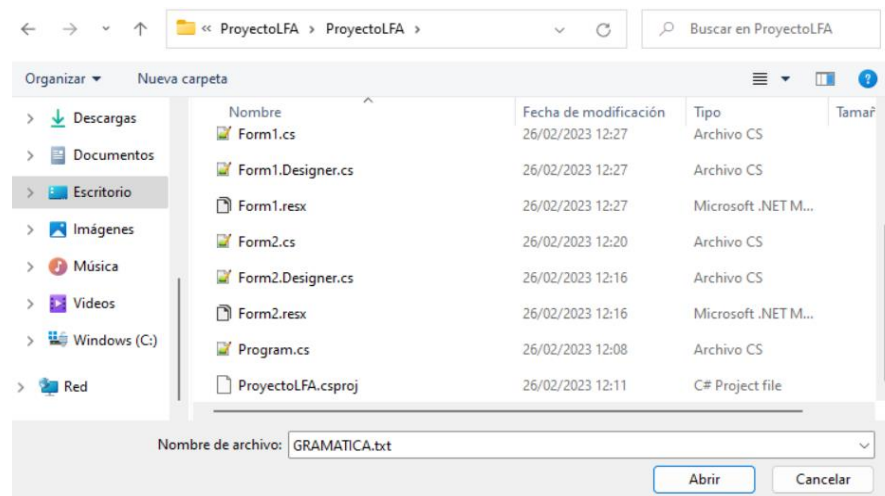 « ProyectoLFA › ProyectoLFA ›
Buscar en ProyectoLFA
Organizar
Nueva carpeta
Nombre Fecha de modificación Tipo Tamañ
Descargas
Documentos
Escritorio
Imágenes
Música
Videos
Windows (C:)
Red
Form1.cs 26/02/2023 12:27 Archivo CS
Form1.Designer.cs 26/02/2023 12:27 Archivo CS
Form1.resx 26/02/2023 12:27 Microsoft .NET M...
Form2.cs 26/02/2023 12:20 Archivo CS
Form2.Designer.cs 26/02/2023 12:16 Archivo CS
Form2.resx 26/02/2023 12:16 Microsoft .NET M...
Program.cs 26/02/2023 12:08 Archivo CS
ProyectoLFA.csproj 26/02/2023 12:11 C# Project file
Nombre de archivo: GRAMATICA.txt
Abrir Cancelar